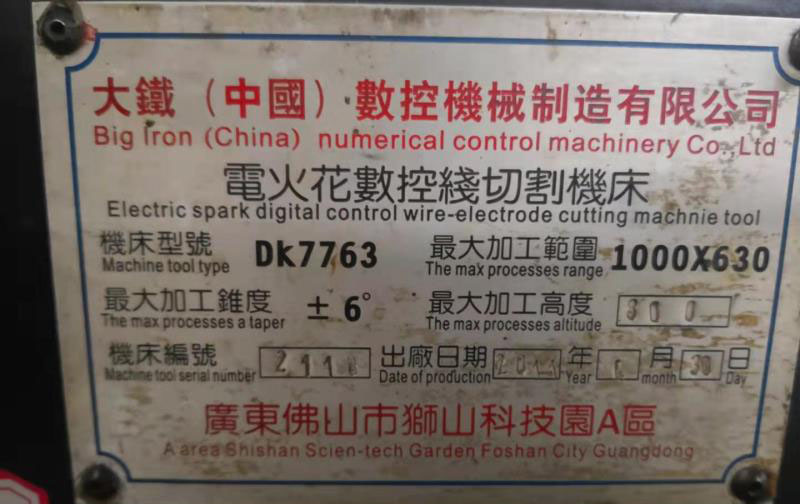 大鐵（中國）數控機械制造有限公司
Big Iron (China) numerical control machinery Co.,Ltd
電火花數控綫切割機床
Electric spark digital control wire-electrode cutting machnie tool
機床型號 DK7763 最大加工範圍 1000X630
Machine tool type The max processes range
最大加工錐度 ± 6° 最大加工高度 300
The max processes a taper The max processes altitude
機床編號 出廠日期 年 月 30 日
Machine tool serial number Date of production Year month Day
廣東佛山市獅山科技園A區
A area Shishan Scien-tech Garden Foshan City Guangdong